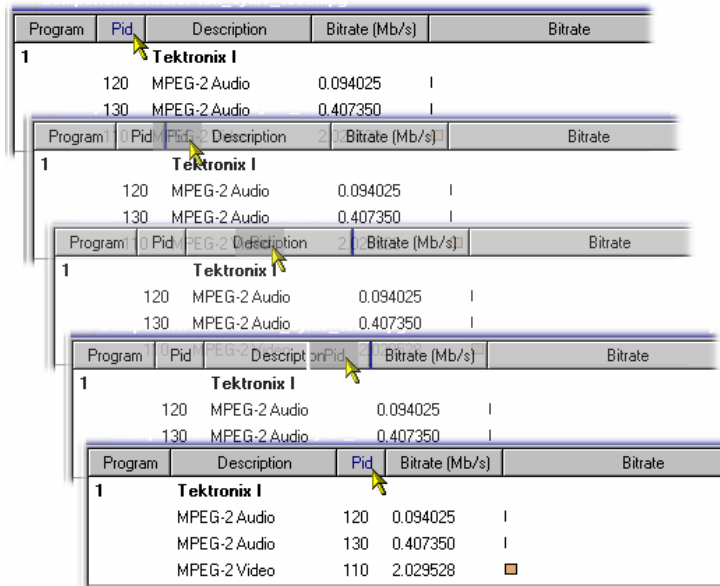 Program Pid Description Bitrate (Mb/s) Bitrate
1 Tektronix I
120 MPEG-2 Audio 0.094025
130 MPEG-2 Audio 0.407350
Program Pid Pid Description Bitrate (Mb/s) Bitrate
1 Tektronix I
120 MPEG-2 Audio 0.094025
130 MPEG-2 Audio 0.407350
Program Pid Description Bitrate (Mb/s) Bitrate
1 Tektronix I
120 MPEG-2 Audio 0.094025
130 MPEG-2 Audio 0.407350
Program Pid Description Pid Bitrate (Mb/s) Bitrate
1 Tektronix I
120 MPEG-2 Audio 0.094025
130 MPEG-2 Audio 0.407350
Program Description Pid Bitrate (Mb/s) Bitrate
1 Tektronix I
MPEG-2 Audio 120 0.094025
MPEG-2 Audio 130 0.407350
MPEG-2 Video 110 2.029528